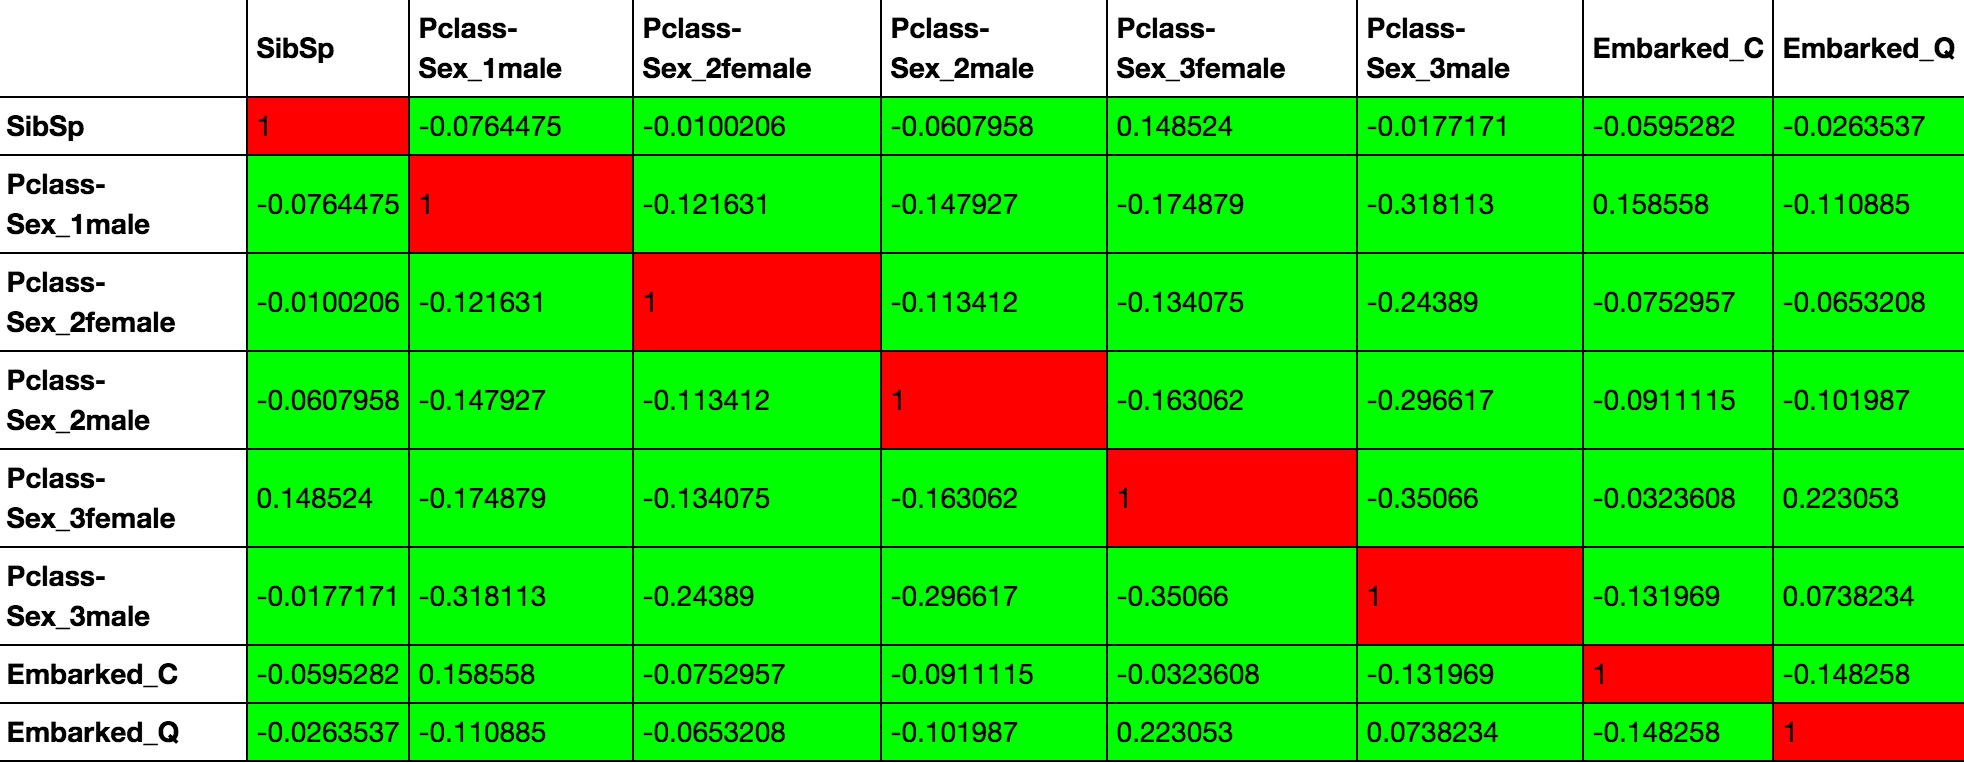 SibSp Pclass-Sex_1male Pclass-Sex_2female Pclass-Sex_2male Pclass-Sex_3female Pclass-Sex_3male Embarked_C Embarked_Q
SibSp 1 -0.0764475 -0.0100206 -0.0607958 0.148524 -0.0177171 -0.0595282 -0.0263537
Pclass-Sex_1male -0.0764475 1 -0.121631 -0.147927 -0.174879 -0.318113 0.158558 -0.110885
Pclass-Sex_2female -0.0100206 -0.121631 1 -0.113412 -0.134075 -0.24389 -0.0752957 -0.0653208
Pclass-Sex_2male -0.0607958 -0.147927 -0.113412 1 -0.163062 -0.296617 -0.0911115 -0.101987
Pclass-Sex_3female 0.148524 -0.174879 -0.134075 -0.163062 1 -0.35066 -0.0323608 0.223053
Pclass-Sex_3male -0.0177171 -0.318113 -0.24389 -0.296617 -0.35066 1 -0.131969 0.0738234
Embarked_C -0.0595282 0.158558 -0.0752957 -0.0911115 -0.0323608 -0.131969 1 -0.148258
Embarked_Q -0.0263537 -0.110885 -0.0653208 -0.101987 0.223053 0.0738234 -0.148258 1